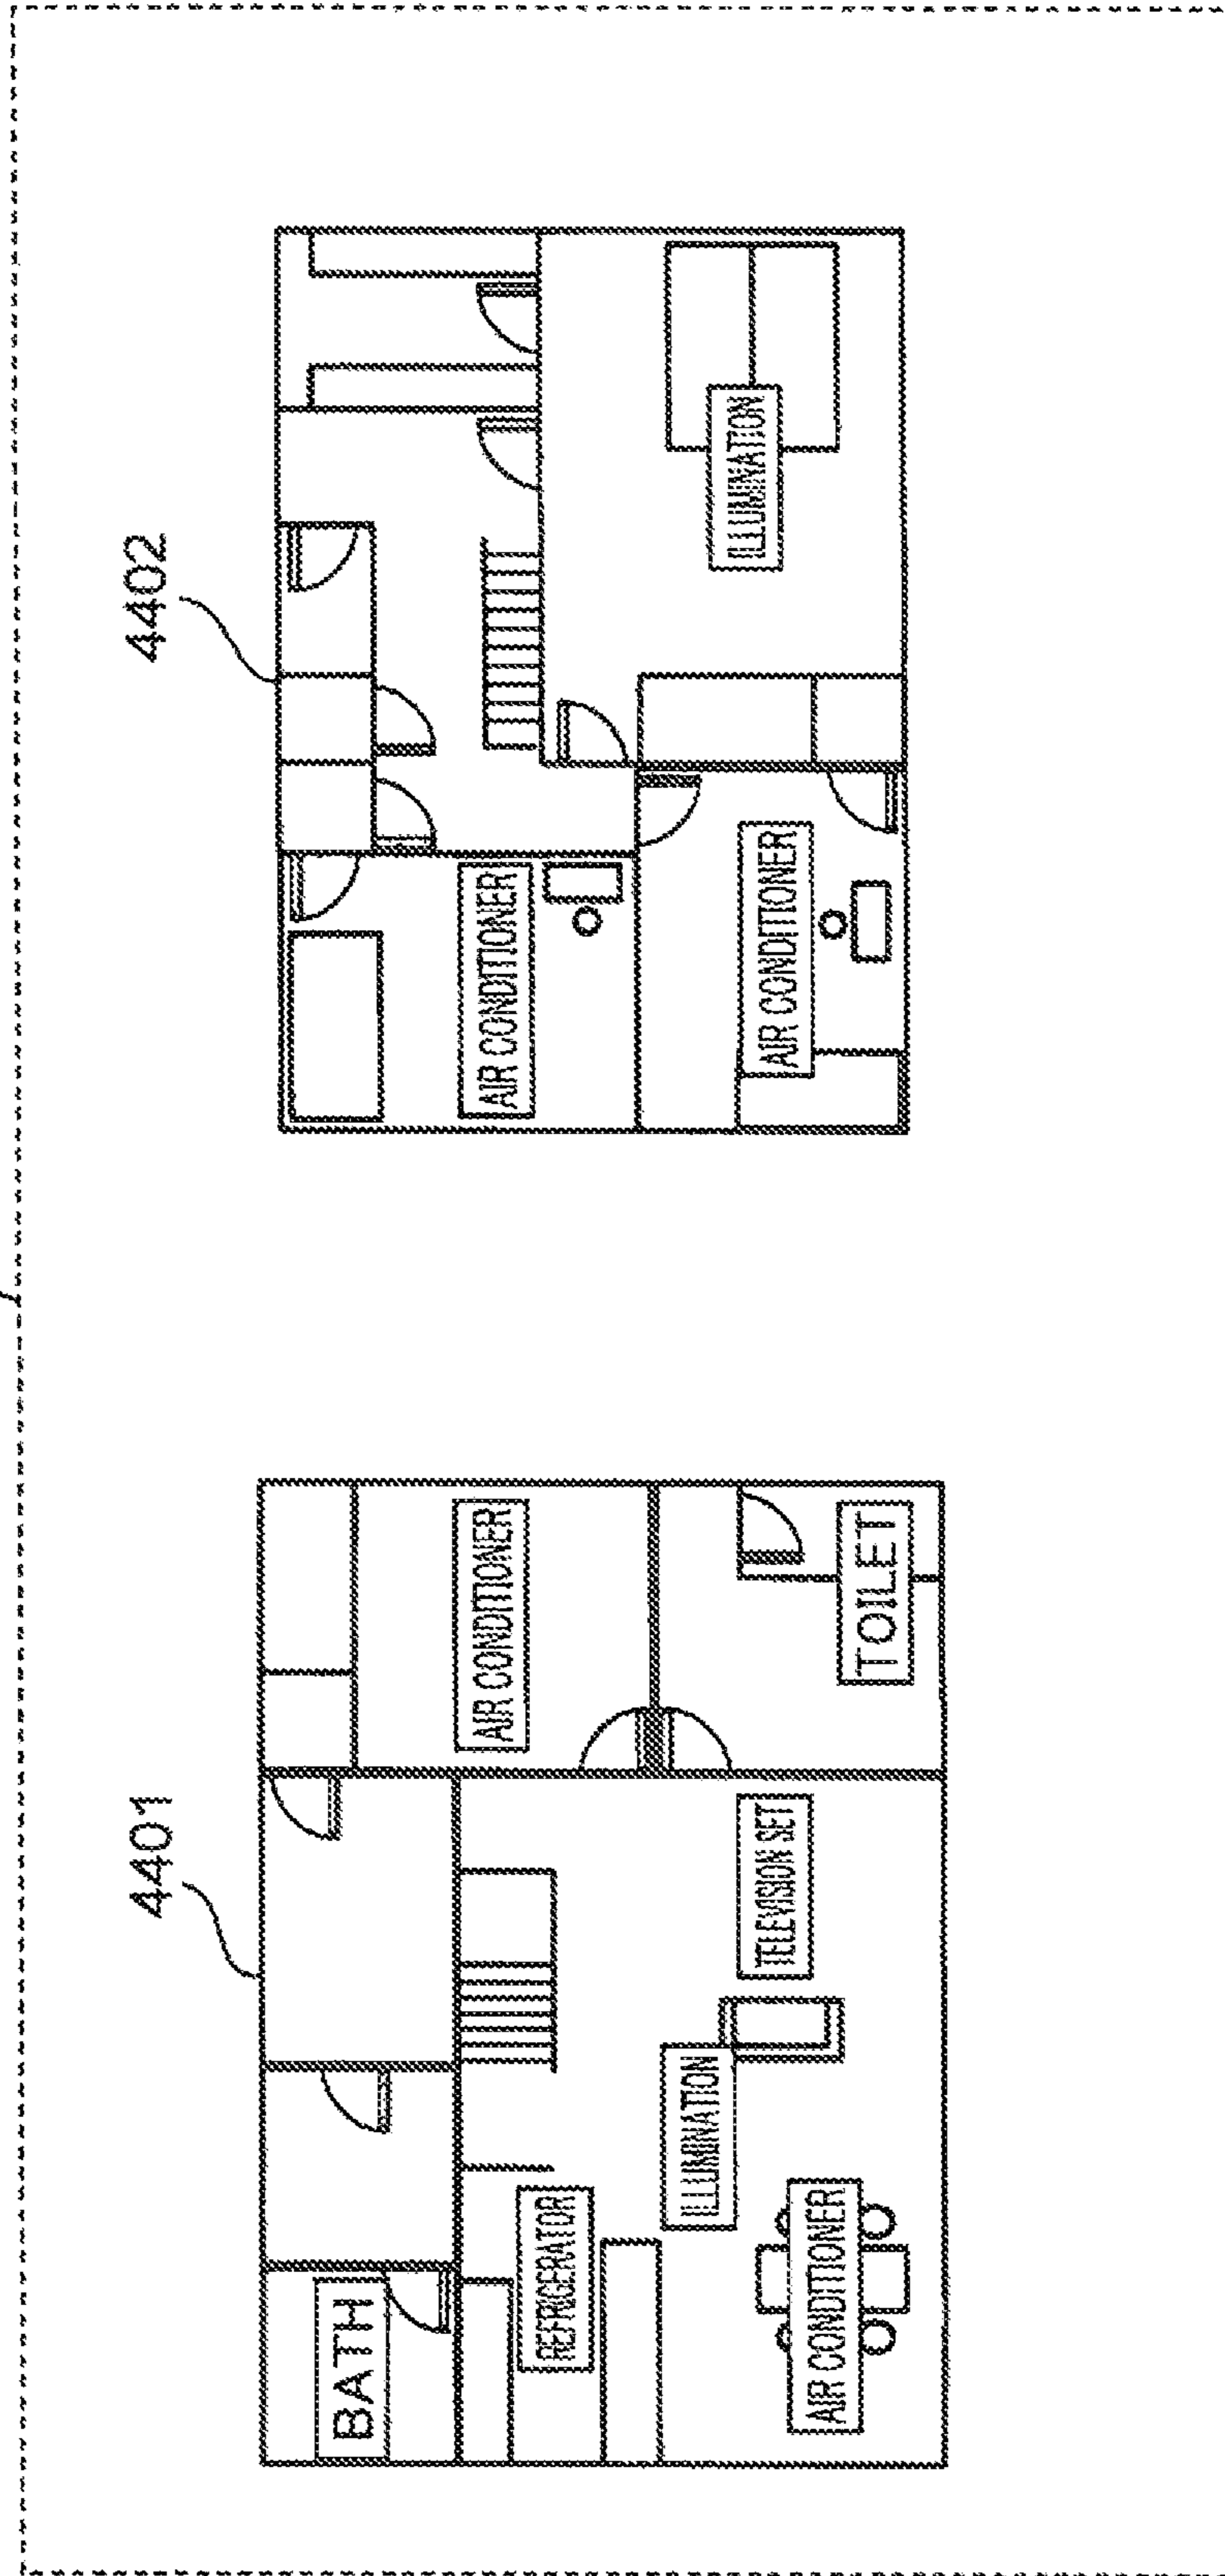 4401
4402
BATH
REFRIGERATOR
AIR CONDITIONER
ILLUMINATION
AIR CONDITIONER
TELEVISION SET
TOILET
AIR CONDITIONER
AIR CONDITIONER
ILLUMINATION